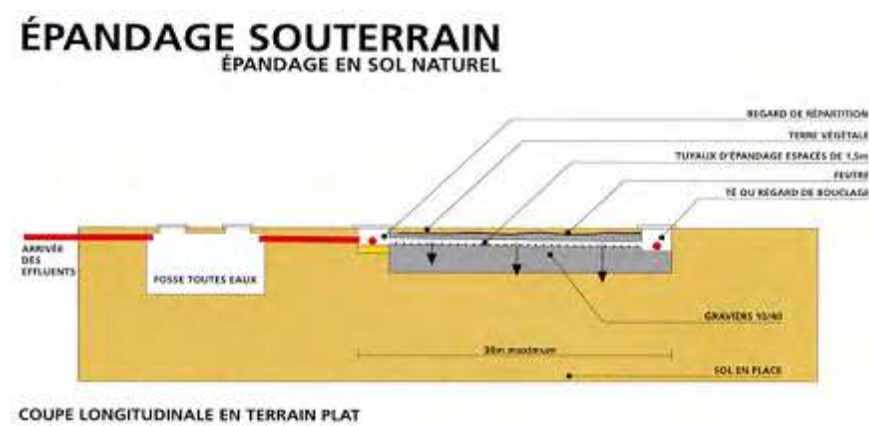 ÉPANDAGE SOUTERRAIN
ÉPANDAGE EN SOL NATUREL
REGARD DE RÉPARTITION
TERRE VÉGÉTALE
TUYAUX D'ÉPANDAGE ESPACÉS DE 1,5m
FEUTRE
TÉ OU REGARD DE BOUCLAGE
ARRIVÉE
DES
EFFLUENTS
FOSSE TOUTES EAUX
GRAVIERS 10/40
30m maximum
SOL EN PLACE
COUPE LONGITUDINALE EN TERRAIN PLAT